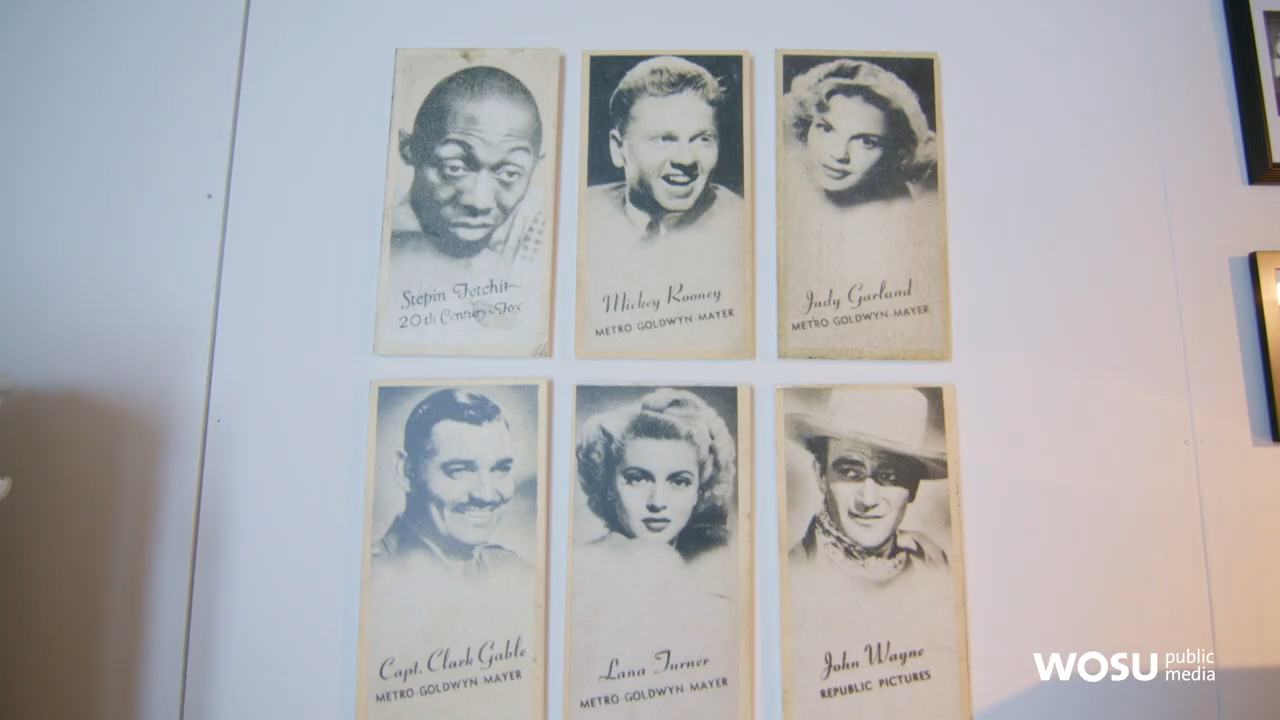 Stepin Fetchit
20th Century-Fox
Mickey Rooney
METRO GOLDWYN-MAYER
Judy Garland
METRO-GOLDWYN-MAYER
Capt. Clark Gable
METRO-GOLDWYN-MAYER
Lana Turner
METRO GOLDWYN MAYER
John Wayne
REPUBLIC PICTURES
WOSU public
media